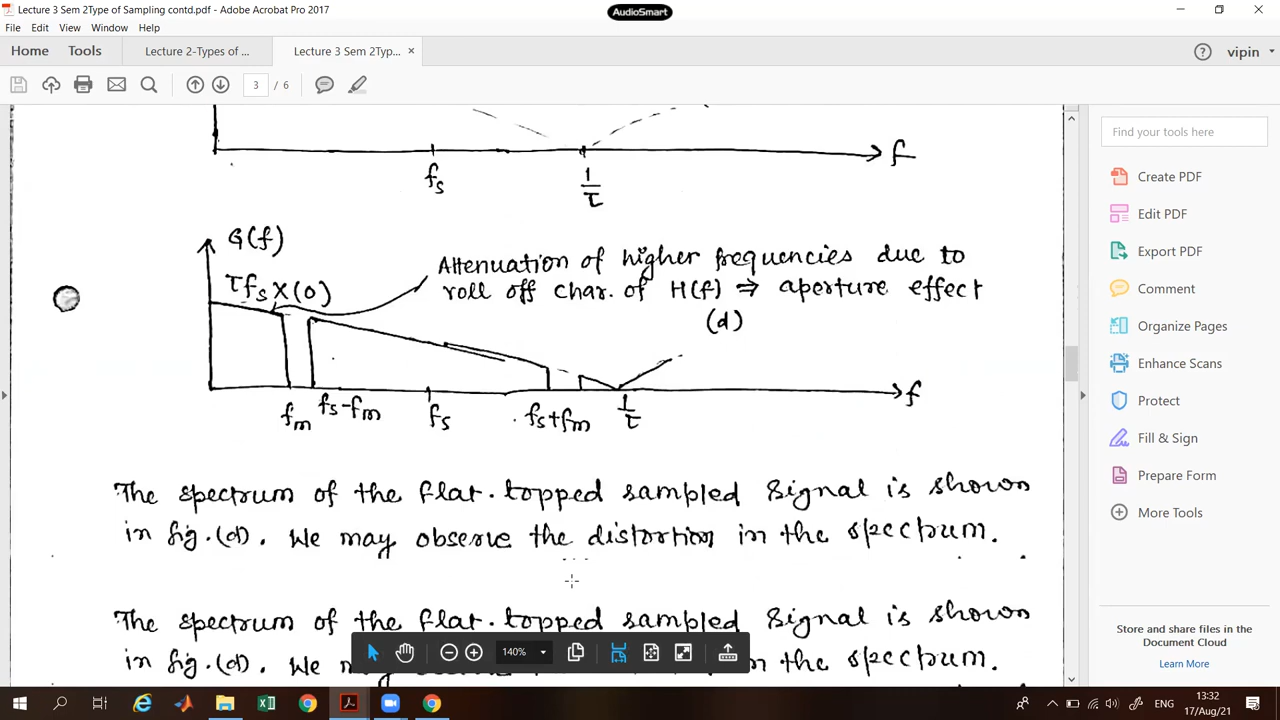 Lecture 3 Sem 2Type of Sampling contd.pdf - Adobe Acrobat Pro 2017
AudioSmart
File Edit View Window Help
Home Tools Lecture 2-Types of ... Lecture 3 Sem 2Typ... × vipin
3 / 6
Find your tools here
f
fs
1/τ
G(f)
τfs X(0)
Attenuation of higher frequencies due to
roll off char. of H(f) ⇒ aperture effect
(d)
fm fs-fm fs fs+fm 1/τ f
The spectrum of the flat-topped sampled signal is shown
in fig.(d). We may observe the distortion in the spectrum.
The spectrum of the flat-topped sampled signal is shown
in fig.(d). We
in the spectrum.
140%
Create PDF
Edit PDF
Export PDF
Comment
Organize Pages
Enhance Scans
Protect
Fill & Sign
Prepare Form
More Tools
Store and share files in the
Document Cloud
Learn More
ENG
13:32
17/Aug/21